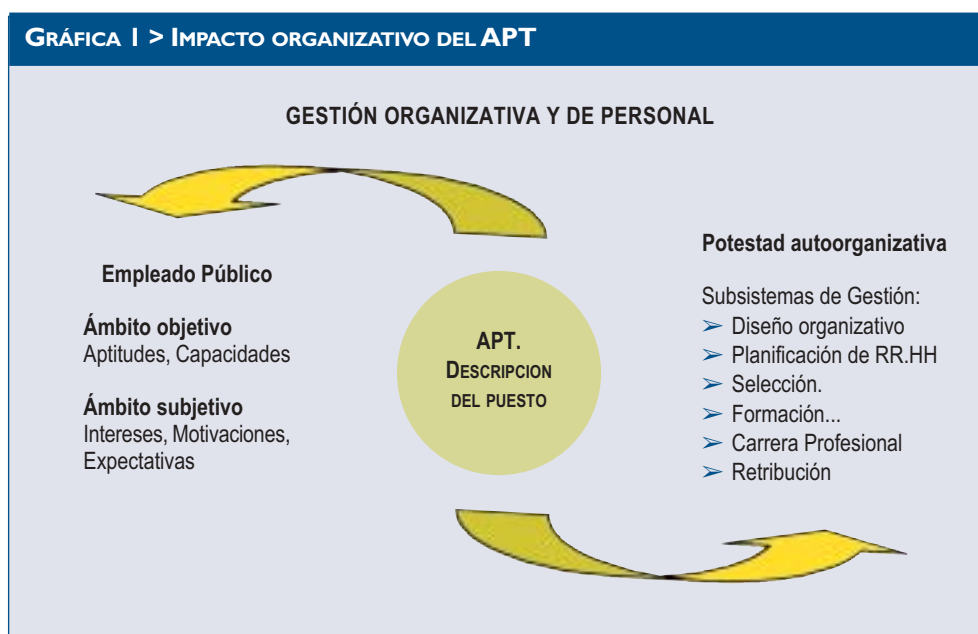 GRÁFICA 1 > IMPACTO ORGANIZATIVO DEL APT
GESTIÓN ORGANIZATIVA Y DE PERSONAL
Empleado Público
Ámbito objetivo
Aptitudes, Capacidades
Ámbito subjetivo
Intereses, Motivaciones,
Expectativas
APT.
DESCRIPCION
DEL PUESTO
Potestad autoorganizativa
Subsistemas de Gestión:
➢ Diseño organizativo
➢ Planificación de RR.HH
➢ Selección.
➢ Formación...
➢ Carrera Profesional
➢ Retribución